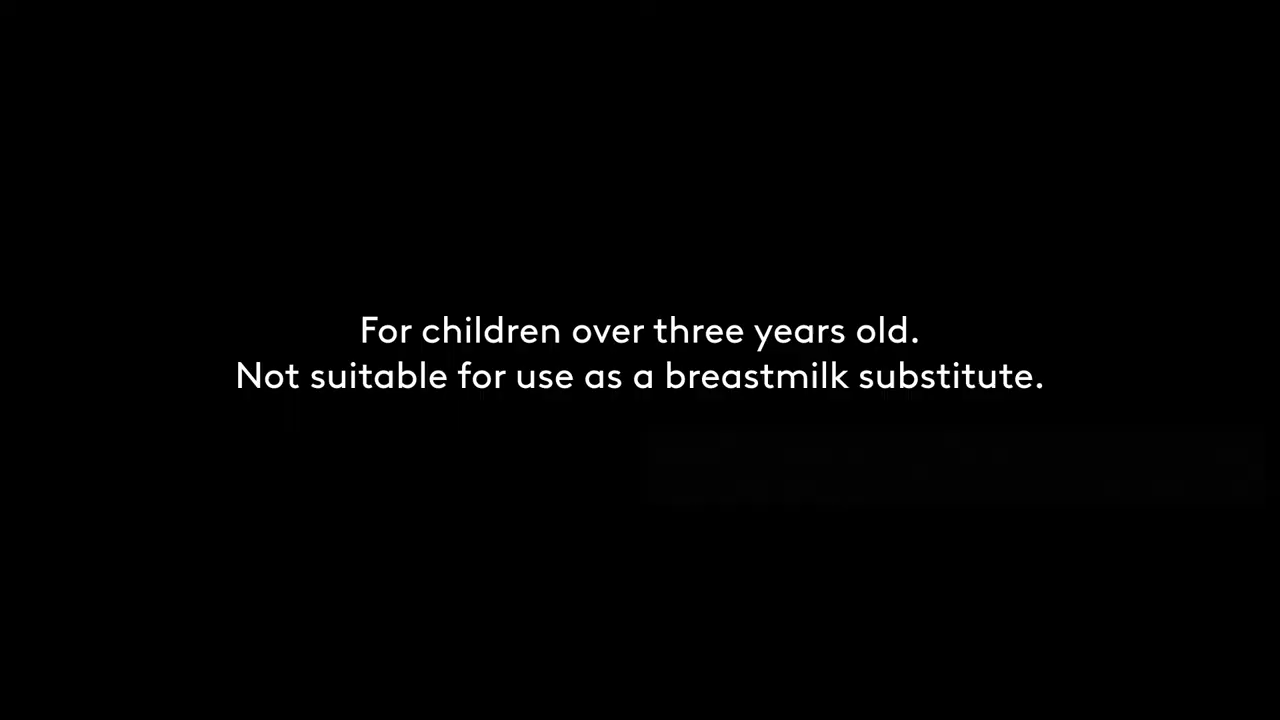 For children over three years old.
Not suitable for use as a breastmilk substitute.